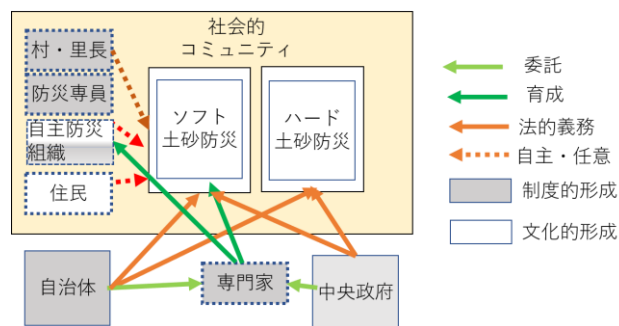 社会的
コミュニティ
村・里長
防災専員
自主防災
組織
住民
ソフト
土砂防災
ハード
土砂防災
自治体
専門家
中央政府
委託
育成
法的義務
自主・任意
制度的形成
文化的形成